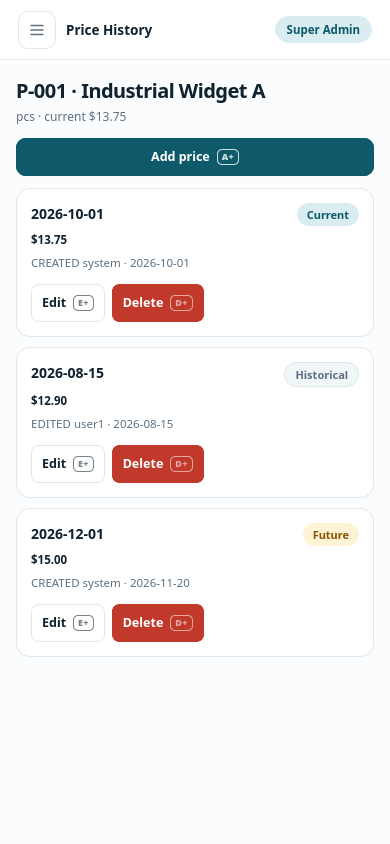 Price History
Super Admin
P-001 · Industrial Widget A
pcs · current $13.75
Add price A+
2026-10-01
Current
$13.75
CREATED system · 2026-10-01
Edit E+ Delete D+
2026-08-15
Historical
$12.90
EDITED user1 · 2026-08-15
Edit E+ Delete D+
2026-12-01
Future
$15.00
CREATED system · 2026-11-20
Edit E+ Delete D+